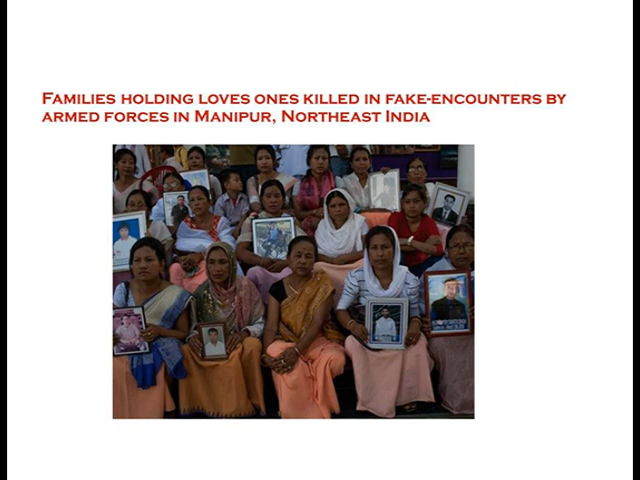 Families holding loves ones killed in fake-encounters by
armed forces in Manipur, Northeast India